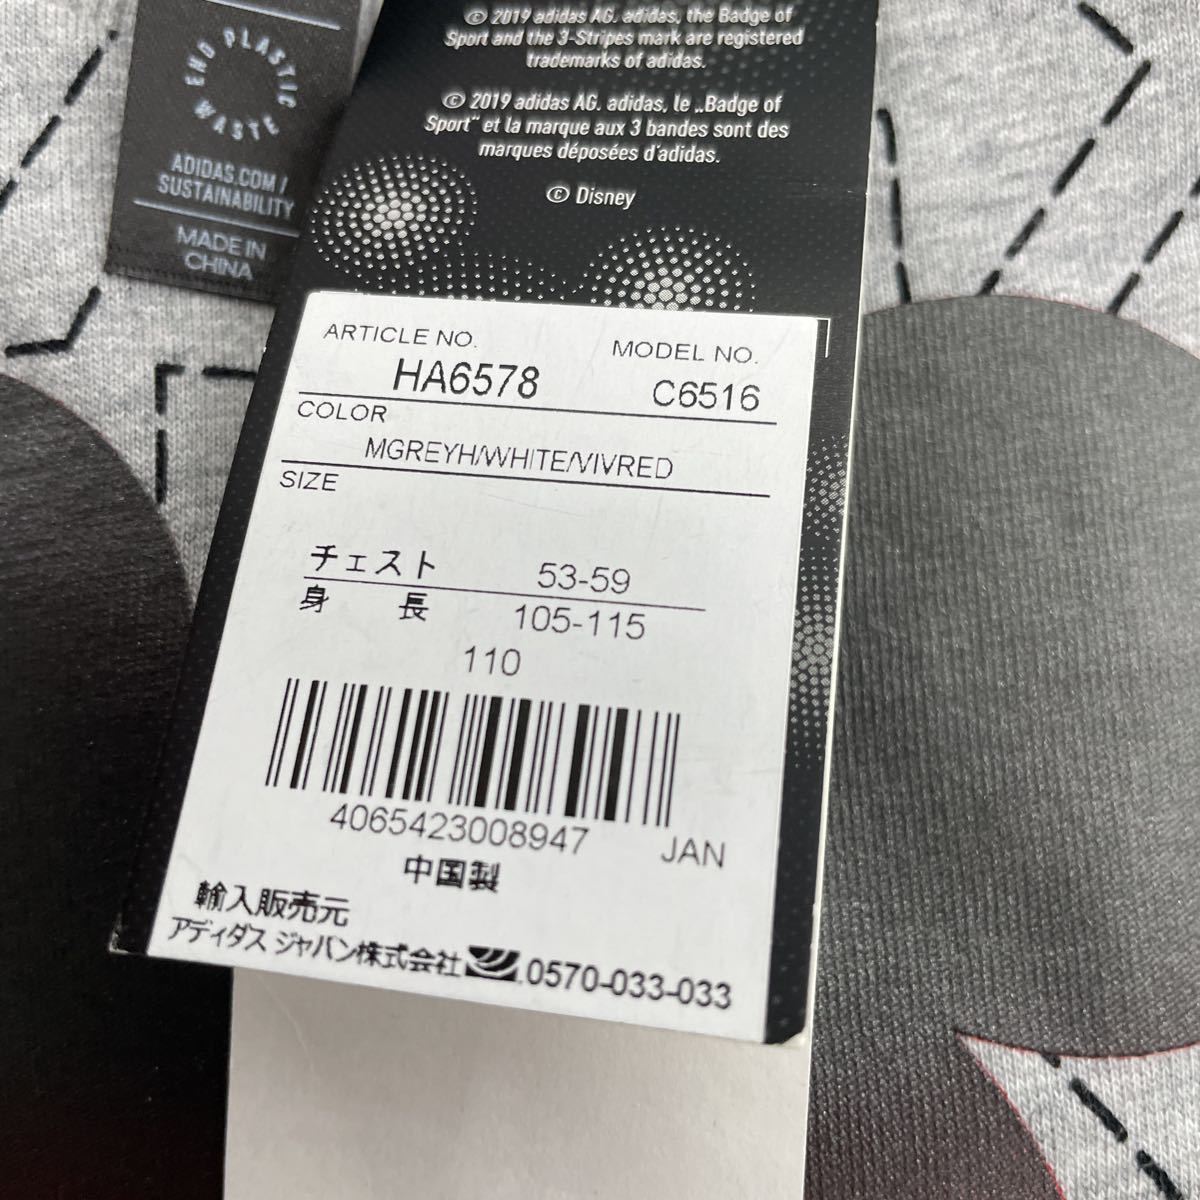 END PLASTIC WASTE
ADIDAS.COM /
SUSTAINABILITY
MADE IN
CHINA
© 2019 adidas AG. adidas, the Badge of
Sport and the 3-Stripes mark are registered
trademarks of adidas.
© 2019 adidas AG. adidas, le „Badge of
Sport“ et la marque aux 3 bandes sont des
marques déposées d'adidas.
© Disney
ARTICLE NO. MODEL NO.
HA6578 C6516
COLOR
MGREYH/WHITE/VIVRED
SIZE
チェスト 53-59
身長 105-115
110
4065423008947 JAN
中国製
輸入販売元
アディダス ジャパン株式会社 0570-033-033